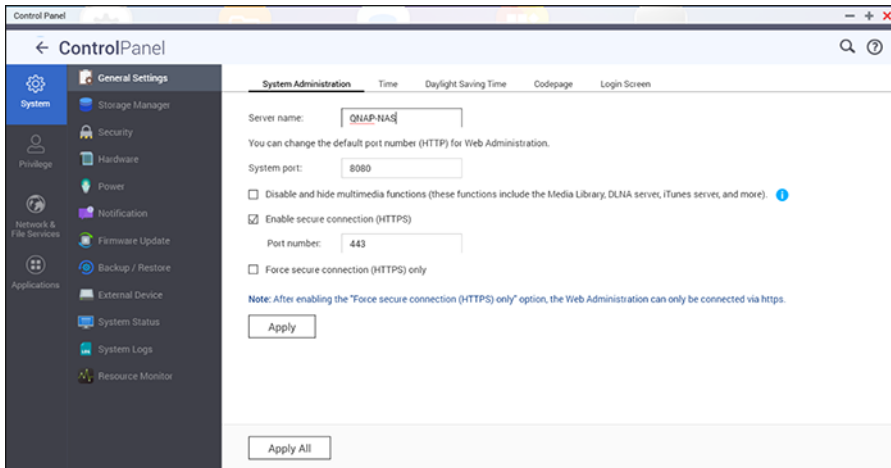 Control Panel
ControlPanel
System
Privilege
Network &
File Services
Applications
General Settings
Storage Manager
Security
Hardware
Power
Notification
Firmware Update
Backup / Restore
External Device
System Status
System Logs
Resource Monitor
System Administration Time Daylight Saving Time Codepage Login Screen
Server name: QNAP-NAS
You can change the default port number (HTTP) for Web Administration.
System port: 8080
Disable and hide multimedia functions (these functions include the Media Library, DLNA server, iTunes server, and more).
Enable secure connection (HTTPS)
Port number: 443
Force secure connection (HTTPS) only
Note: After enabling the "Force secure connection (HTTPS) only" option, the Web Administration can only be connected via https.
Apply
Apply All